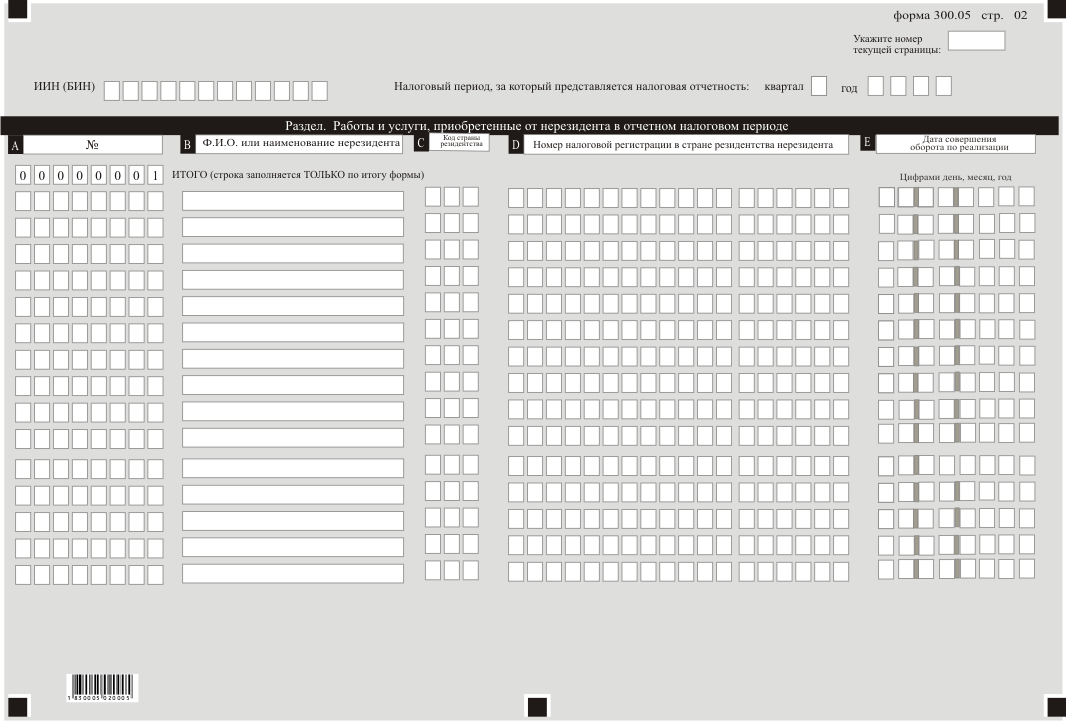 форма 300.05 стр. 02
Укажите номер
текущей страницы:
ИИН (БИН)
Налоговый период, за который представляется налоговая отчетность: квартал год
Раздел. Работы и услуги, приобретенные от нерезидента в отчетном налоговом периоде
A № B Ф.И.О. или наименование нерезидента C Код страны резидентства D Номер налоговой регистрации в стране резидентства нерезидента E Дата совершения оборота по реализации
0 0 0 0 0 0 0 1 ИТОГО (строка заполняется ТОЛЬКО по итогу формы) Цифрами день, месяц, год
1 830005 020005